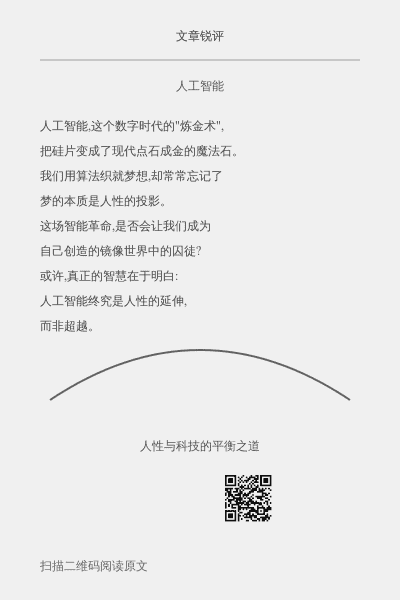 文章锐评
人工智能
人工智能,这个数字时代的"炼金术",
把硅片变成了现代点石成金的魔法石。
我们用算法织就梦想,却常常忘记了
梦的本质是人性的投影。
这场智能革命,是否会让我们成为
自己创造的镜像世界中的囚徒?
或许,真正的智慧在于明白:
人工智能终究是人性的延伸,
而非超越。
人性与科技的平衡之道
扫描二维码阅读原文